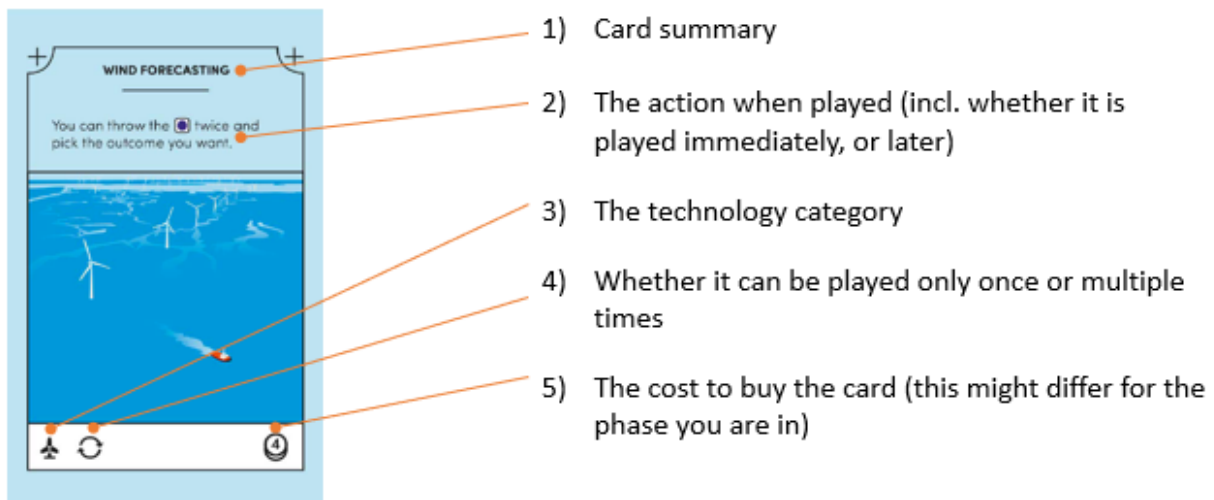 WIND FORECASTING
You can throw the twice and
pick the outcome you want.
4
1) Card summary
2) The action when played (incl. whether it is
played immediately, or later)
3) The technology category
4) Whether it can be played only once or multiple
times
5) The cost to buy the card (this might differ for the
phase you are in)